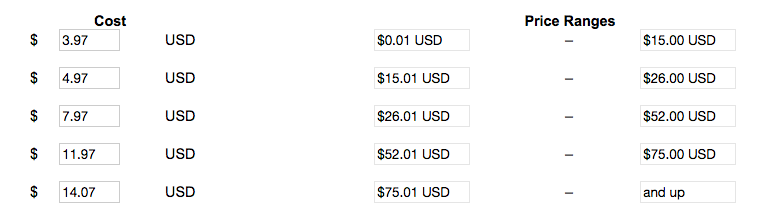 Cost Price Ranges
$ 3.97 USD $0.01 USD – $15.00 USD
$ 4.97 USD $15.01 USD – $26.00 USD
$ 7.97 USD $26.01 USD – $52.00 USD
$ 11.97 USD $52.01 USD – $75.00 USD
$ 14.07 USD $75.01 USD – and up